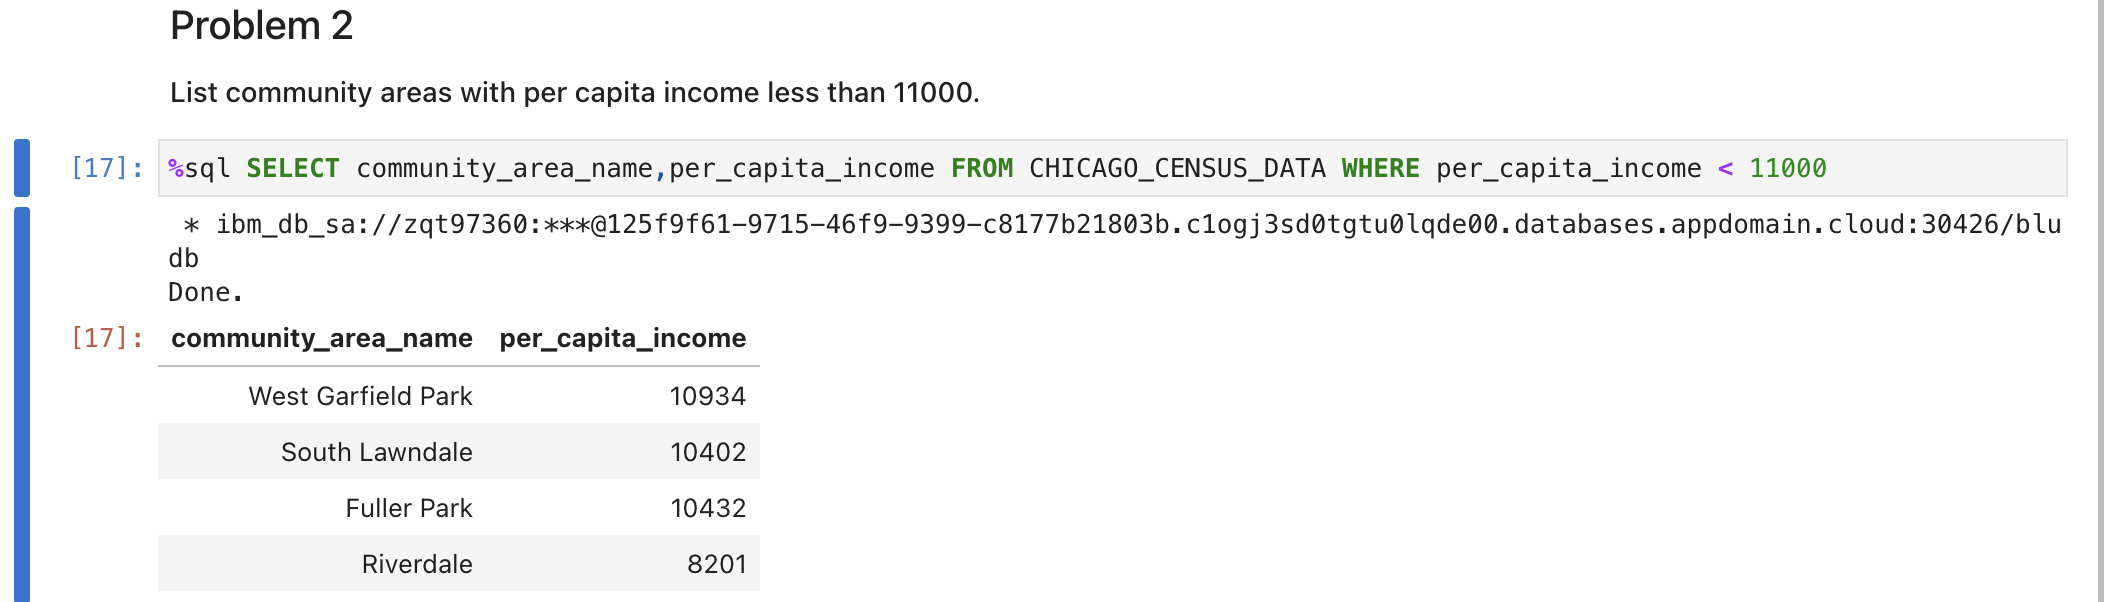 Problem 2
List community areas with per capita income less than 11000.
[17]: %sql SELECT community_area_name,per_capita_income FROM CHICAGO_CENSUS_DATA WHERE per_capita_income < 11000
* ibm_db_sa://zqt97360:***@125f9f61-9715-46f9-9399-c8177b21803b.c1ogj3sd0tgtu0lqde00.databases.appdomain.cloud:30426/blu
db
Done.
[17]: community_area_name per_capita_income
West Garfield Park 10934
South Lawndale 10402
Fuller Park 10432
Riverdale 8201